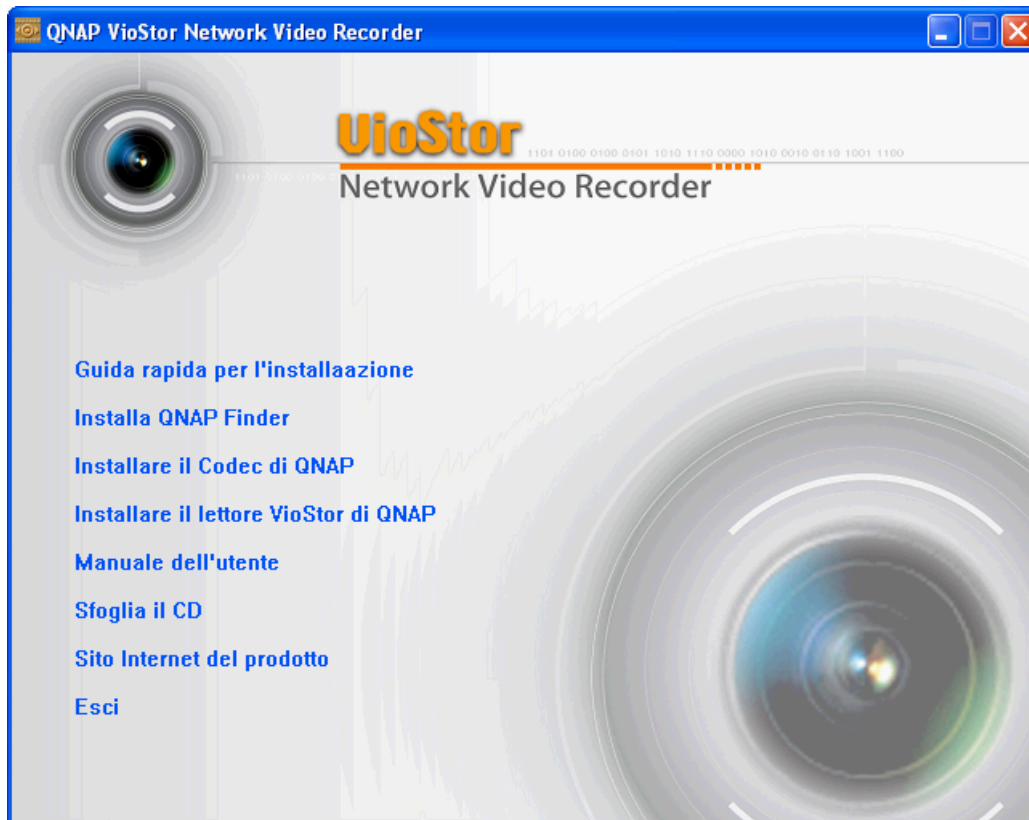 QNAP VioStor Network Video Recorder
VioStor
1101 0100 0100 0101 1010 1110 0000 1010 0010 0110 1001 1100
Network Video Recorder
Guida rapida per l'installaazione
Installa QNAP Finder
Installare il Codec di QNAP
Installare il lettore VioStor di QNAP
Manuale dell'utente
Sfoglia il CD
Sito Internet del prodotto
Esci